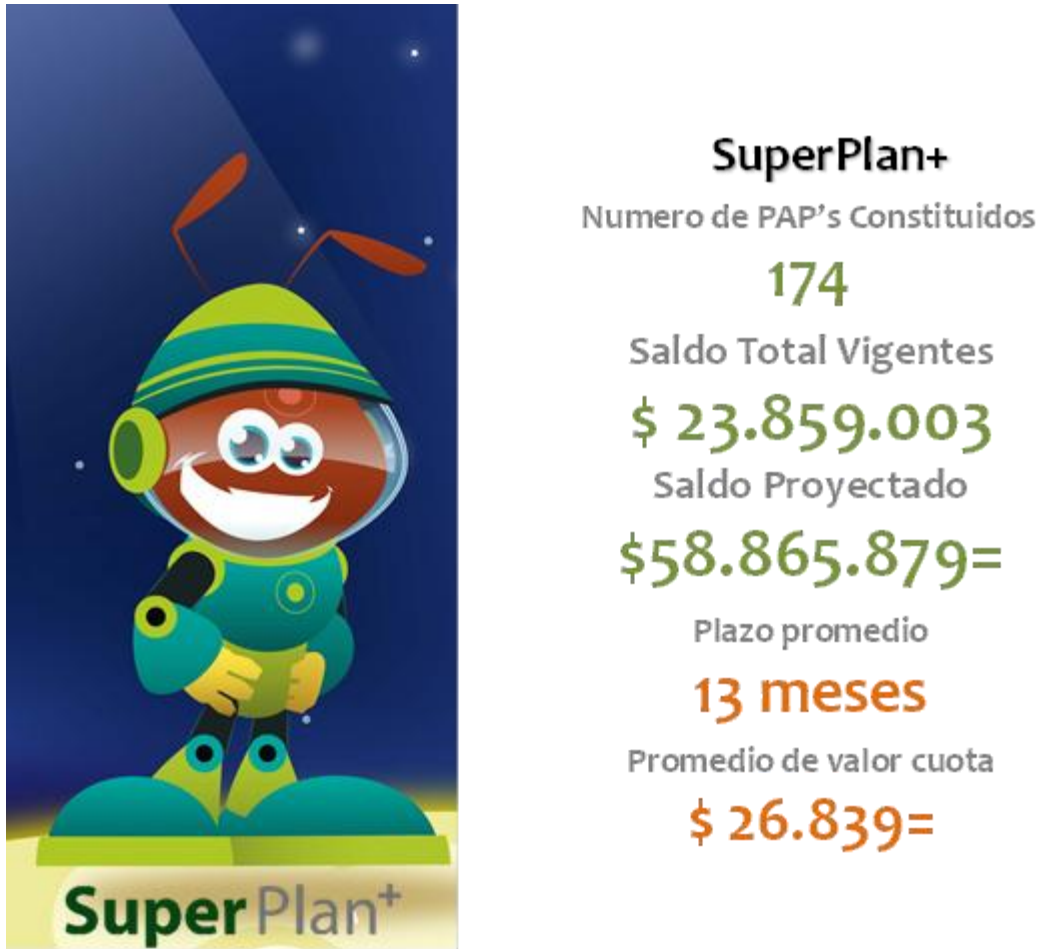 SuperPlan+
Numero de PAP's Constituidos
174
Saldo Total Vigentes
$ 23.859.003
Saldo Proyectado
$58.865.879=
Plazo promedio
13 meses
Promedio de valor cuota
$ 26.839=
SuperPlan+